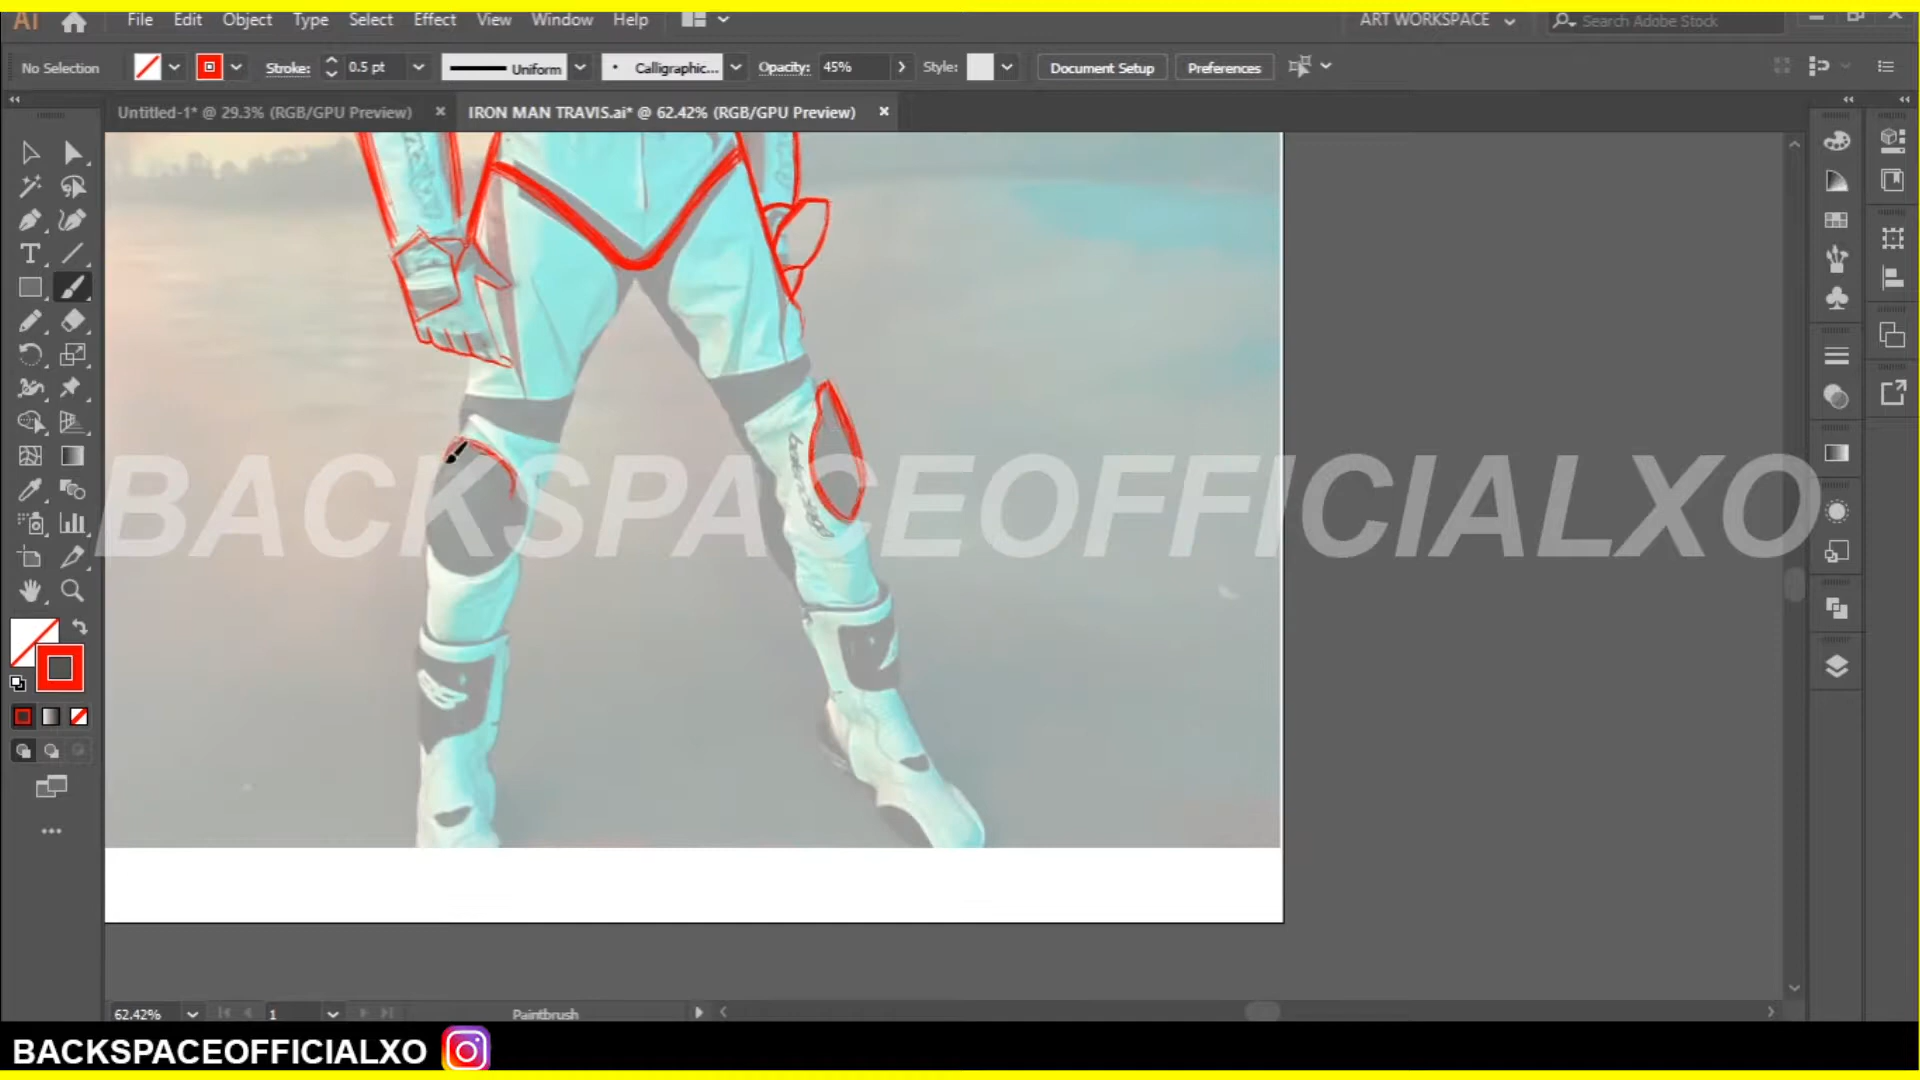 Ai File Edit Object Type Select Effect View Window Help ART WORKSPACE Search Adobe Stock
No Selection Stroke: 0.5 pt Uniform Calligraphic... Opacity: 45% Style: Document Setup Preferences
Untitled-1* @ 29.3% (RGB/GPU Preview) IRON MAN TRAVIS.ai* @ 62.42% (RGB/GPU Preview)
BACKSPACEOFFICIALXO
62.42% 1 Paintbrush
BACKSPACEOFFICIALXO